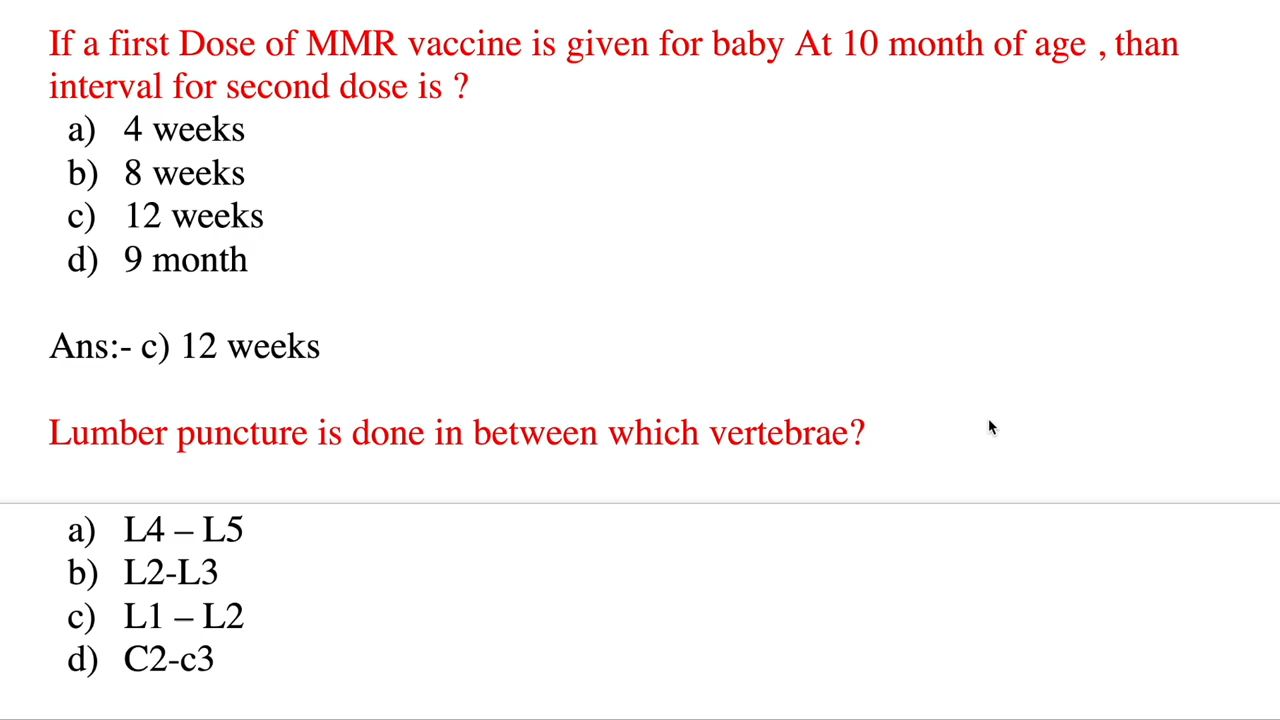 If a first Dose of MMR vaccine is given for baby At 10 month of age , than
interval for second dose is ?
a) 4 weeks
b) 8 weeks
c) 12 weeks
d) 9 month
Ans:- c) 12 weeks
Lumber puncture is done in between which vertebrae?
a) L4 – L5
b) L2-L3
c) L1 – L2
d) C2-c3